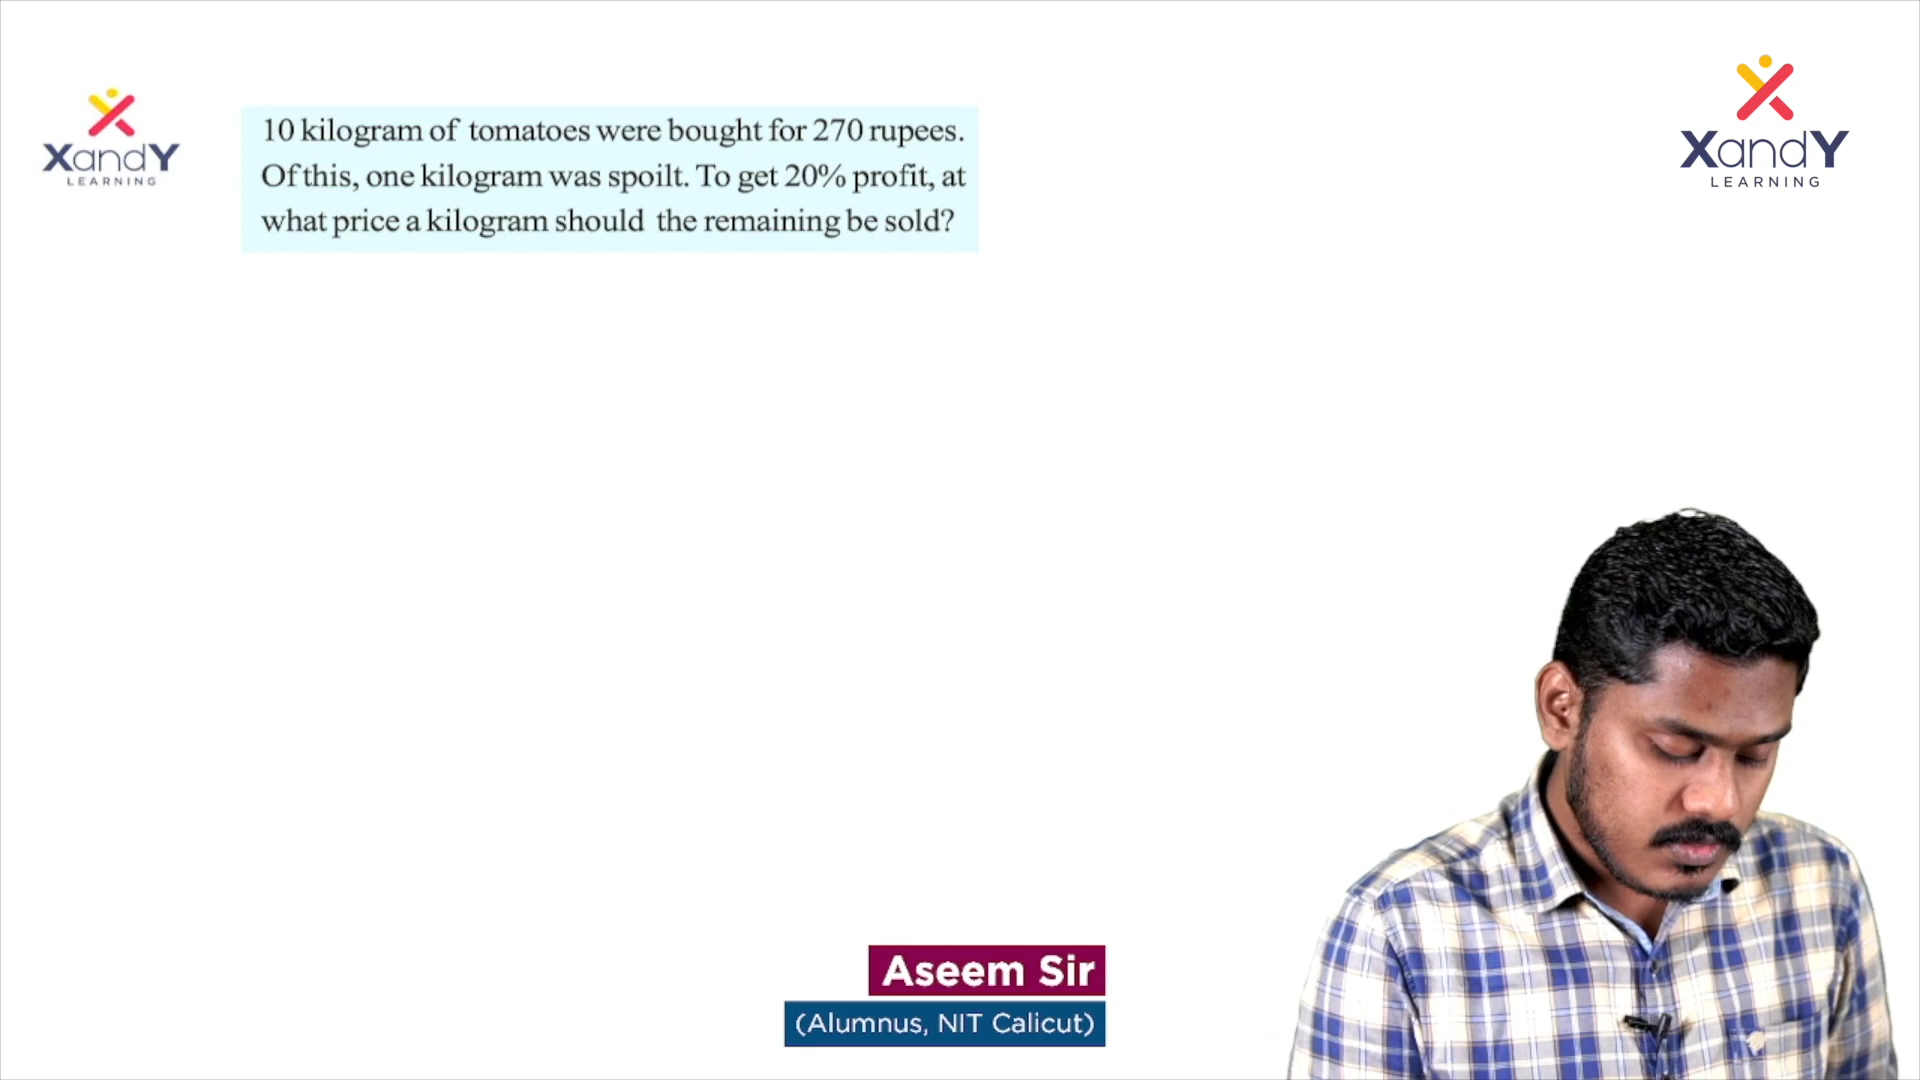 XandY
LEARNING
10 kilogram of tomatoes were bought for 270 rupees.
Of this, one kilogram was spoilt. To get 20% profit, at
what price a kilogram should the remaining be sold?
XandY
LEARNING
Aseem Sir
(Alumnus, NIT Calicut)